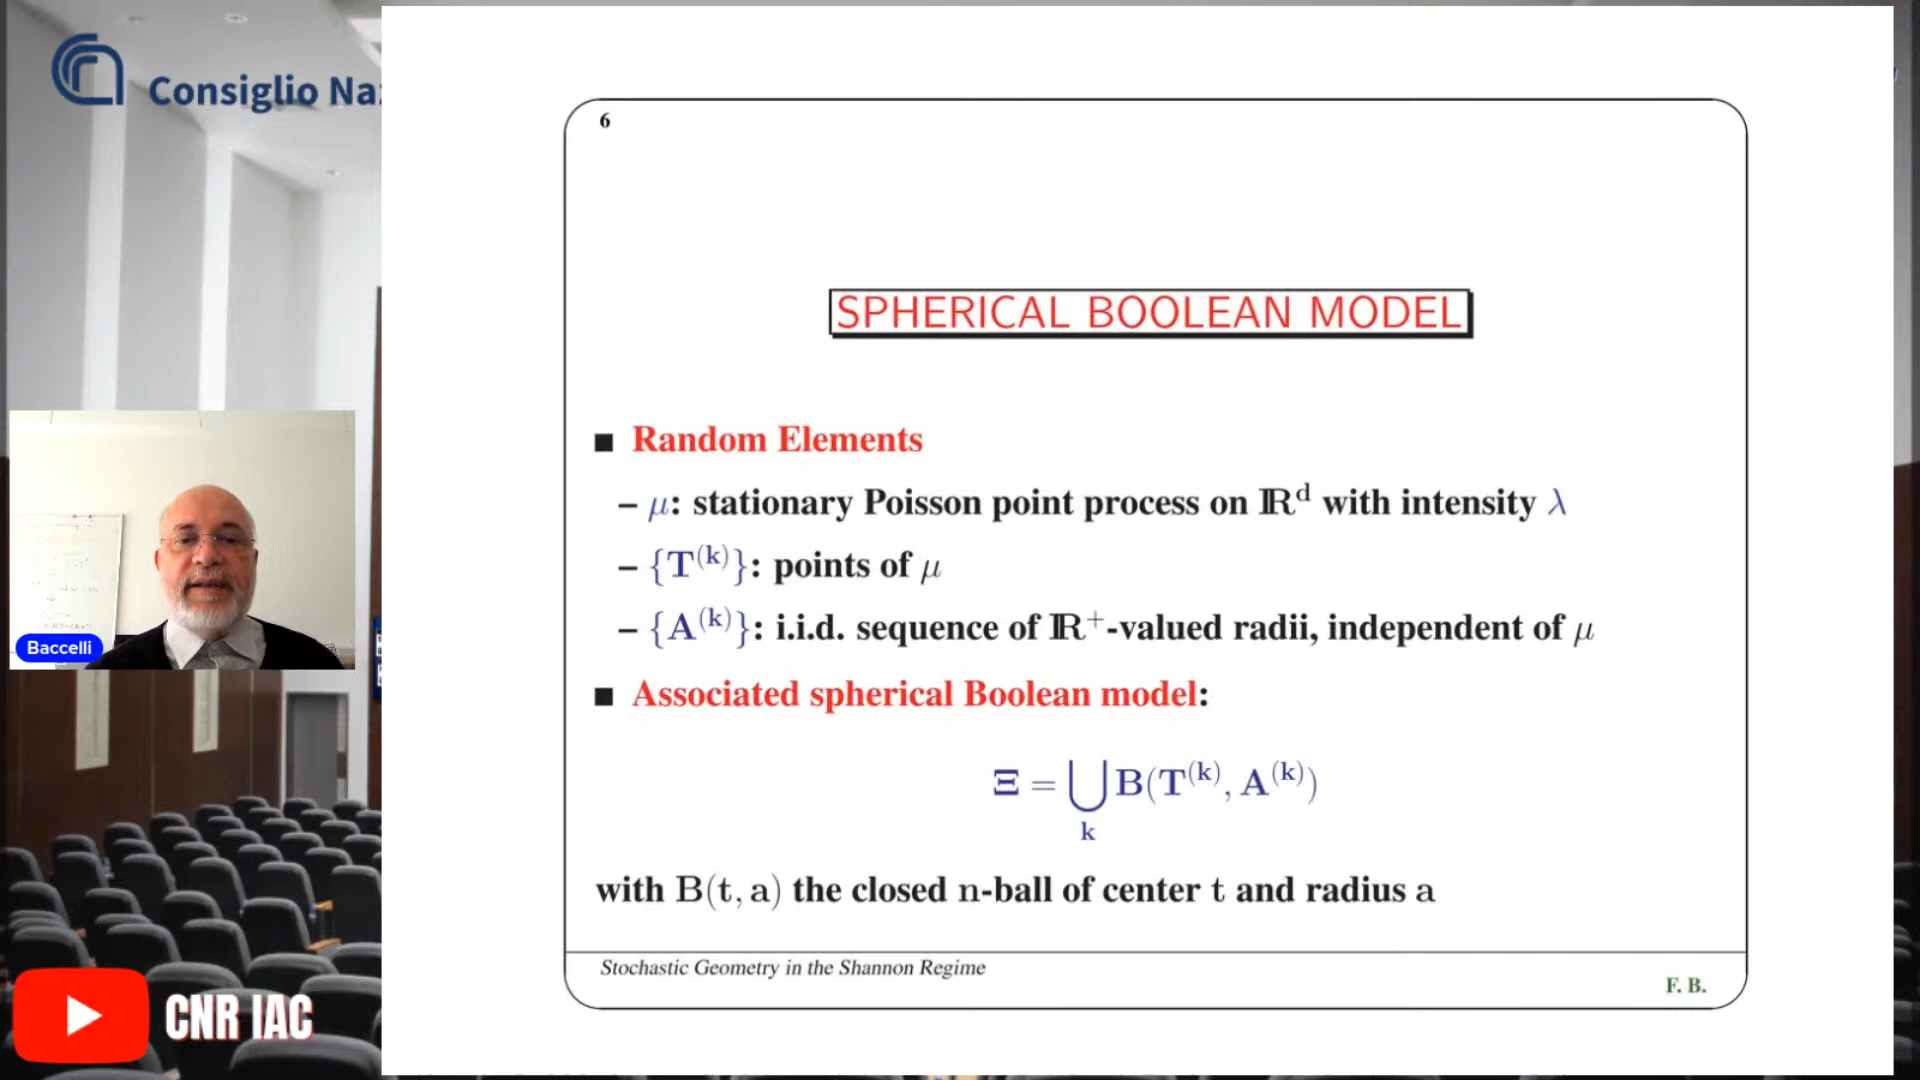 Consiglio Na
6
SPHERICAL BOOLEAN MODEL
■ Random Elements
– μ: stationary Poisson point process on ℝ^d with intensity λ
– {T^(k)}: points of μ
– {A^(k)}: i.i.d. sequence of ℝ^+-valued radii, independent of μ
■ Associated spherical Boolean model:
Ξ = ⋃_k B(T^(k), A^(k))
with B(t, a) the closed n-ball of center t and radius a
Stochastic Geometry in the Shannon Regime
F. B.
Baccelli
CNR IAC